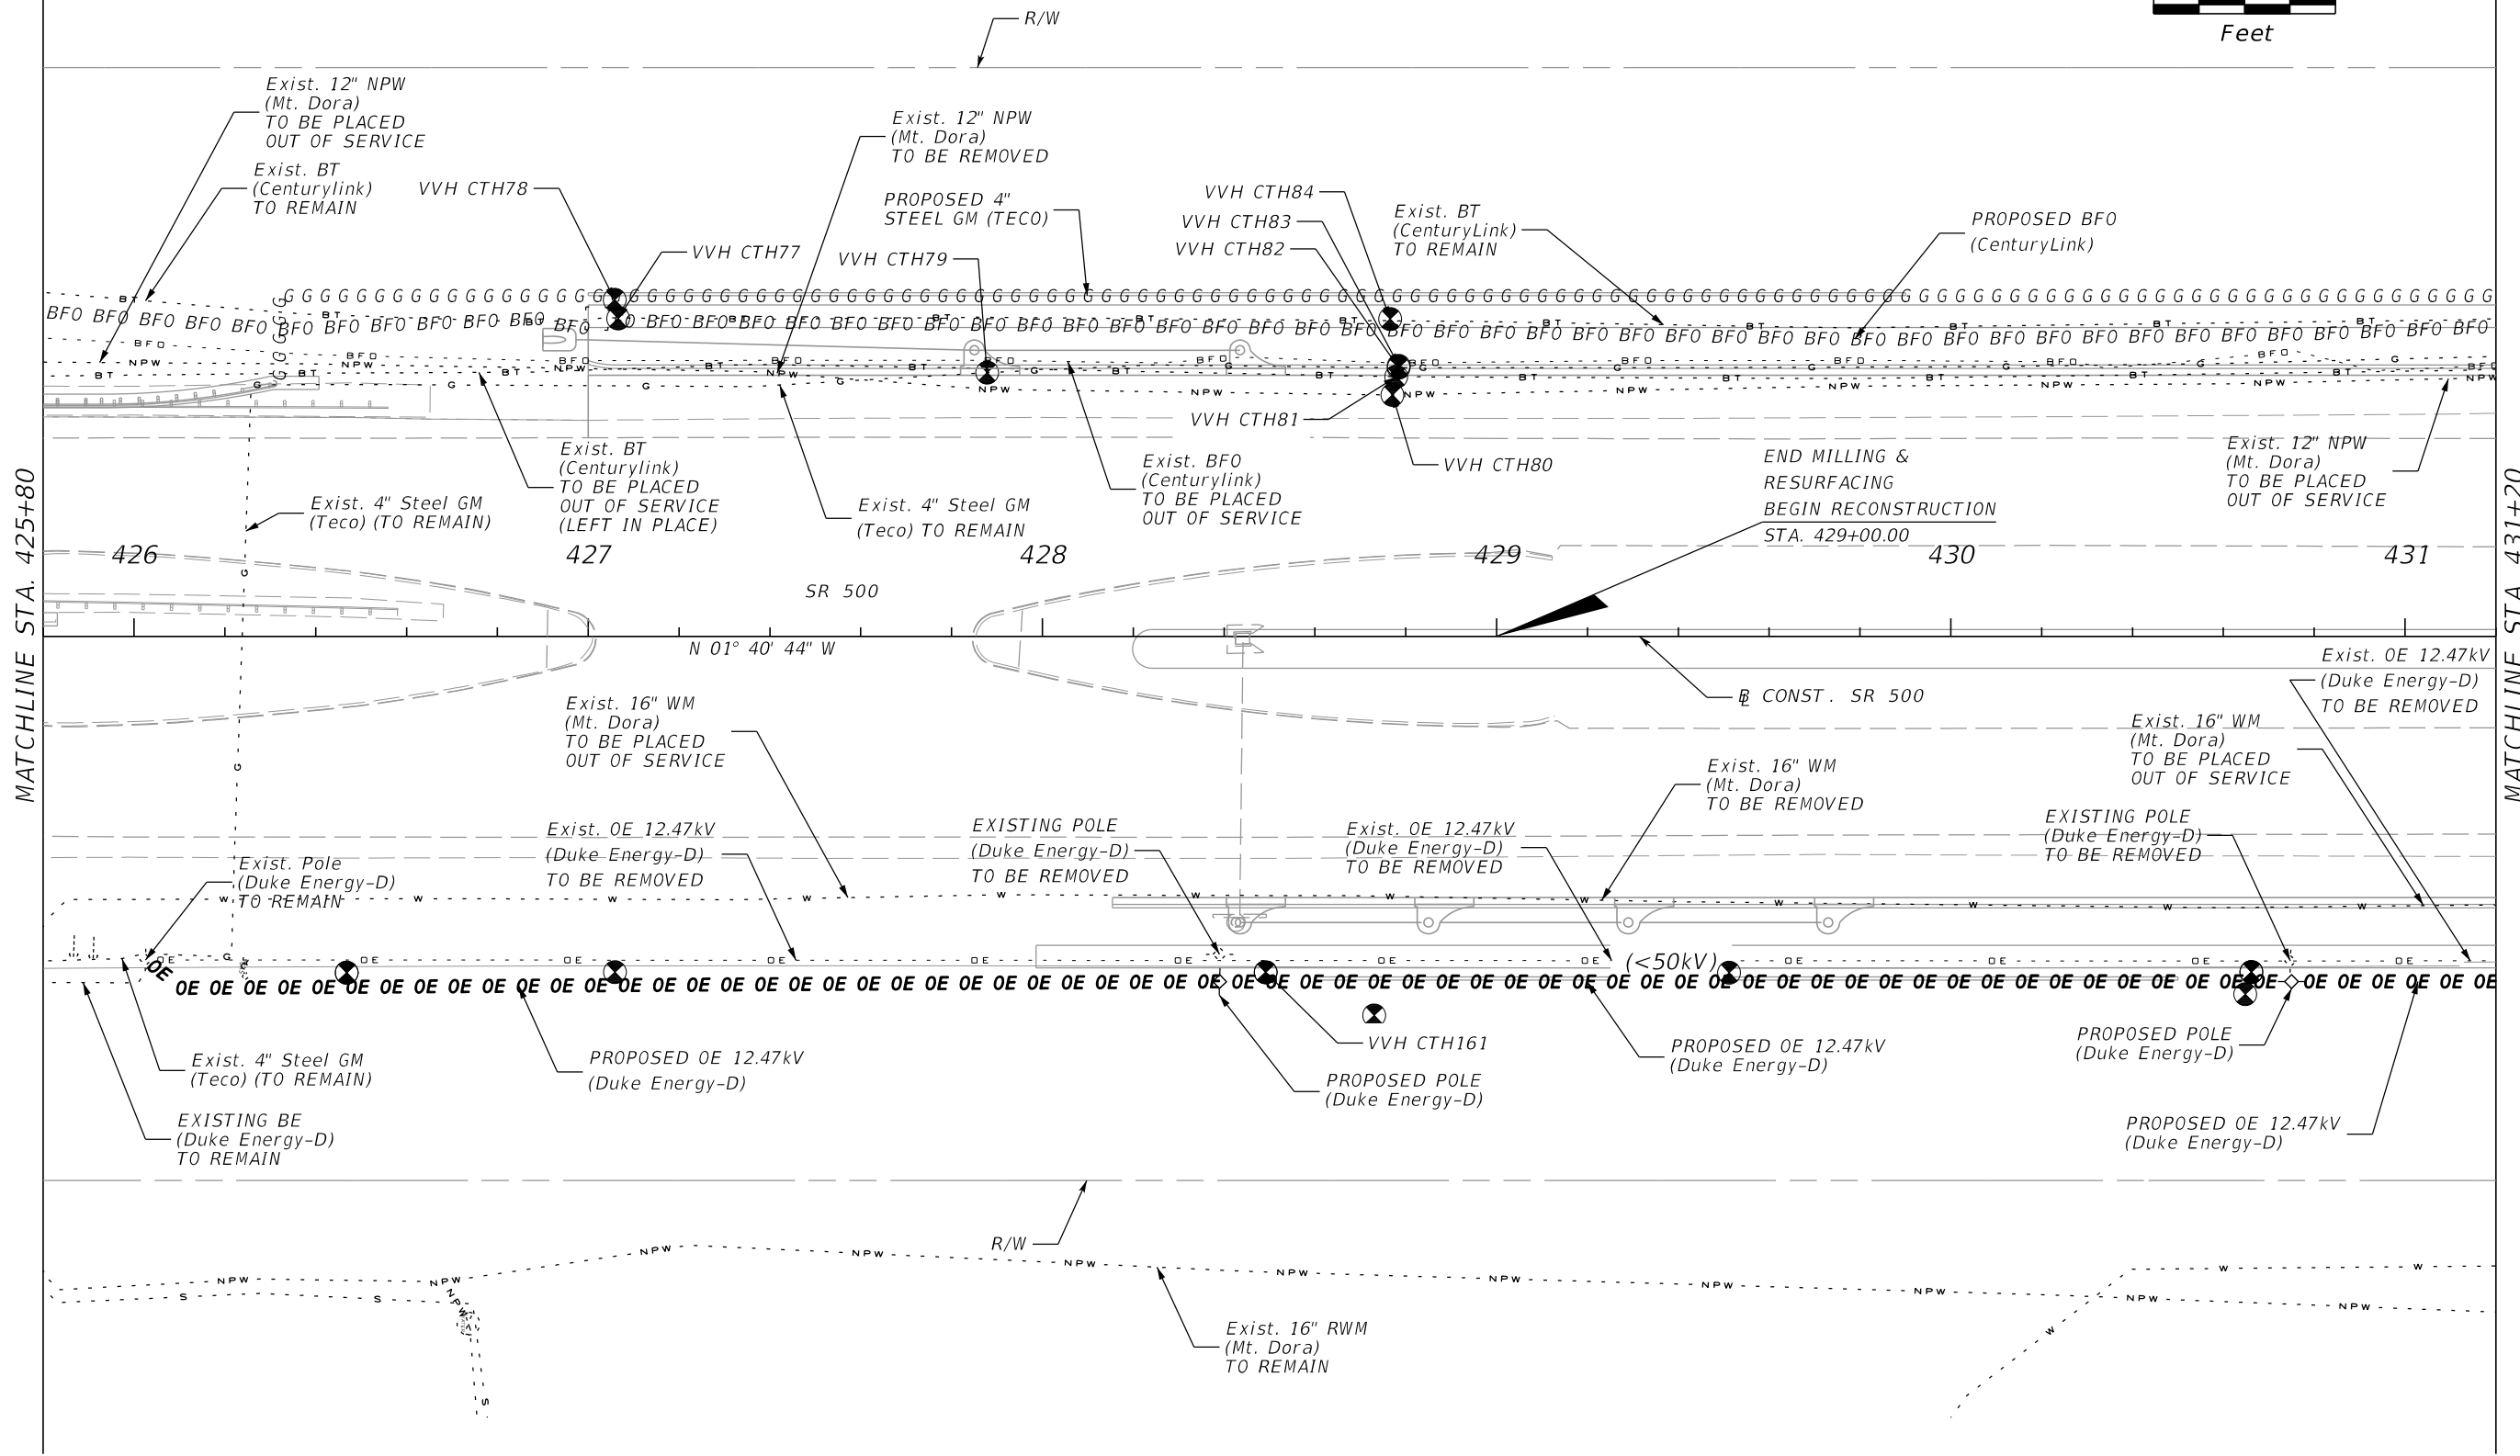 R/W
Feet
Exist. 12" NPW
(Mt. Dora)
TO BE PLACED
OUT OF SERVICE
Exist. BT
(Centurylink)
TO REMAIN
VVH CTH78
VVH CTH77
Exist. 12" NPW
(Mt. Dora)
TO BE REMOVED
PROPOSED 4"
STEEL GM (TECO)
VVH CTH79
VVH CTH84
VVH CTH83
VVH CTH82
Exist. BT
(CenturyLink)
TO REMAIN
PROPOSED BFO
(CenturyLink)
VVH CTH81
VVH CTH80
Exist. BT
(Centurylink)
TO BE PLACED
OUT OF SERVICE
(LEFT IN PLACE)
Exist. 4" Steel GM
(Teco) (TO REMAIN)
Exist. 4" Steel GM
(Teco) TO REMAIN
Exist. BFO
(Centurylink)
TO BE PLACED
OUT OF SERVICE
END MILLING &
RESURFACING
BEGIN RECONSTRUCTION
STA. 429+00.00
Exist. 12" NPW
(Mt. Dora)
TO BE PLACED
OUT OF SERVICE
MATCHLINE STA. 425+80
MATCHLINE STA. 431+20
426
427
428
429
430
431
SR 500
N 01° 40' 44" W
BL CONST. SR 500
Exist. OE 12.47kV
(Duke Energy-D)
TO BE REMOVED
Exist. 16" WM
(Mt. Dora)
TO BE PLACED
OUT OF SERVICE
Exist. 16" WM
(Mt. Dora)
TO BE PLACED
OUT OF SERVICE
Exist. 16" WM
(Mt. Dora)
TO BE REMOVED
Exist. Pole
(Duke Energy-D)
TO REMAIN
Exist. OE 12.47kV
(Duke Energy-D)
TO BE REMOVED
EXISTING POLE
(Duke Energy-D)
TO BE REMOVED
Exist. OE 12.47kV
(Duke Energy-D)
TO BE REMOVED
EXISTING POLE
(Duke Energy-D)
TO BE REMOVED
(<50kV)
Exist. 4" Steel GM
(Teco) (TO REMAIN)
EXISTING BE
(Duke Energy-D)
TO REMAIN
PROPOSED OE 12.47kV
(Duke Energy-D)
VVH CTH161
PROPOSED POLE
(Duke Energy-D)
PROPOSED OE 12.47kV
(Duke Energy-D)
PROPOSED POLE
(Duke Energy-D)
PROPOSED OE 12.47kV
(Duke Energy-D)
R/W
Exist. 16" RWM
(Mt. Dora)
TO REMAIN